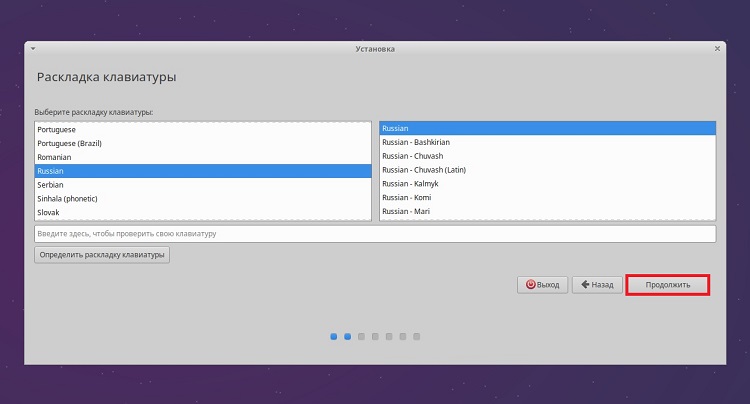 Установка
Раскладка клавиатуры
Выберите раскладку клавиатуры:
Portuguese
Portuguese (Brazil)
Romanian
Russian
Serbian
Sinhala (phonetic)
Slovak
Russian
Russian - Bashkirian
Russian - Chuvash
Russian - Chuvash (Latin)
Russian - Kalmyk
Russian - Komi
Russian - Mari
Введите здесь, чтобы проверить свою клавиатуру
Определить раскладку клавиатуры
Выход
Назад
Продолжить